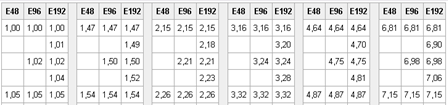 E48 E96 E192 E48 E96 E192 E48 E96 E192 E48 E96 E192 E48 E96 E192 E48 E96 E192
1,00 1,00 1,00 1,47 1,47 1,47 2,15 2,15 2,15 3,16 3,16 3,16 4,64 4,64 4,64 6,81 6,81 6,81
1,01 1,49 2,18 3,20 4,70 6,90
1,02 1,02 1,50 1,50 2,21 2,21 3,24 3,24 4,75 4,75 6,98 6,98
1,04 1,52 2,23 3,28 4,81 7,06
1,05 1,05 1,05 1,54 1,54 1,54 2,26 2,26 2,26 3,32 3,32 3,32 4,87 4,87 4,87 7,15 7,15 7,15